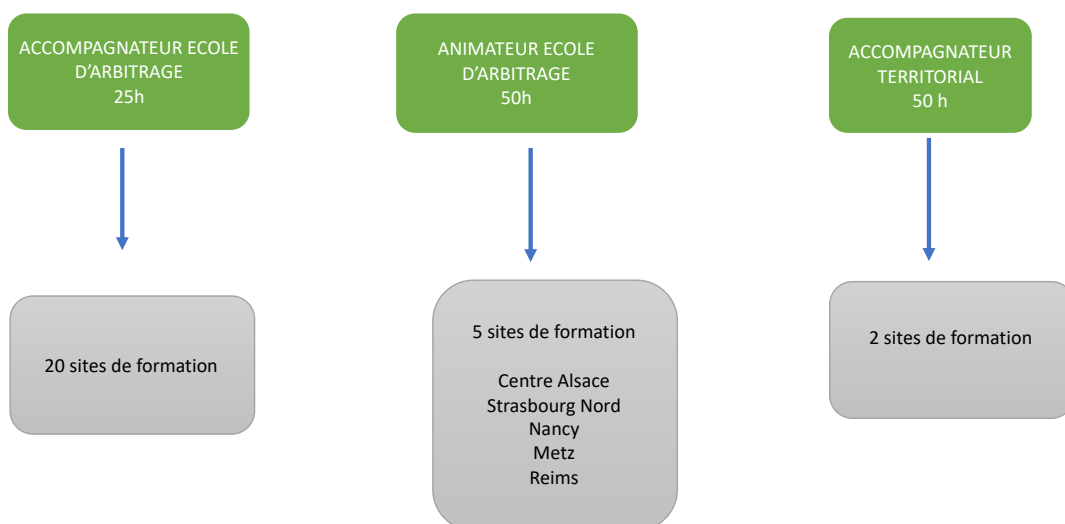 ACCOMPAGNATEUR ECOLE
D’ARBITRAGE
25h
ANIMATEUR ECOLE
D’ARBITRAGE
50h
ACCOMPAGNATEUR
TERRITORIAL
50 h
20 sites de formation
5 sites de formation
Centre Alsace
Strasbourg Nord
Nancy
Metz
Reims
2 sites de formation